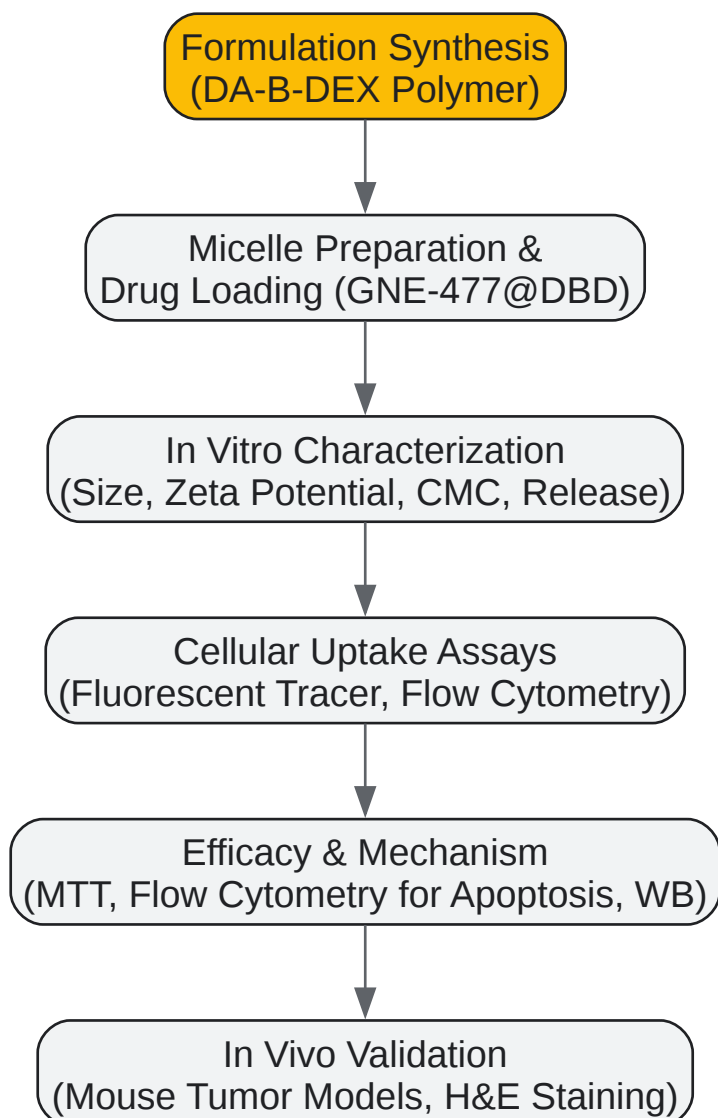 Formulation Synthesis
(DA-B-DEX Polymer)
Micelle Preparation &
Drug Loading (GNE-477@DBD)
In Vitro Characterization
(Size, Zeta Potential, CMC, Release)
Cellular Uptake Assays
(Fluorescent Tracer, Flow Cytometry)
Efficacy & Mechanism
(MTT, Flow Cytometry for Apoptosis, WB)
In Vivo Validation
(Mouse Tumor Models, H&E Staining)